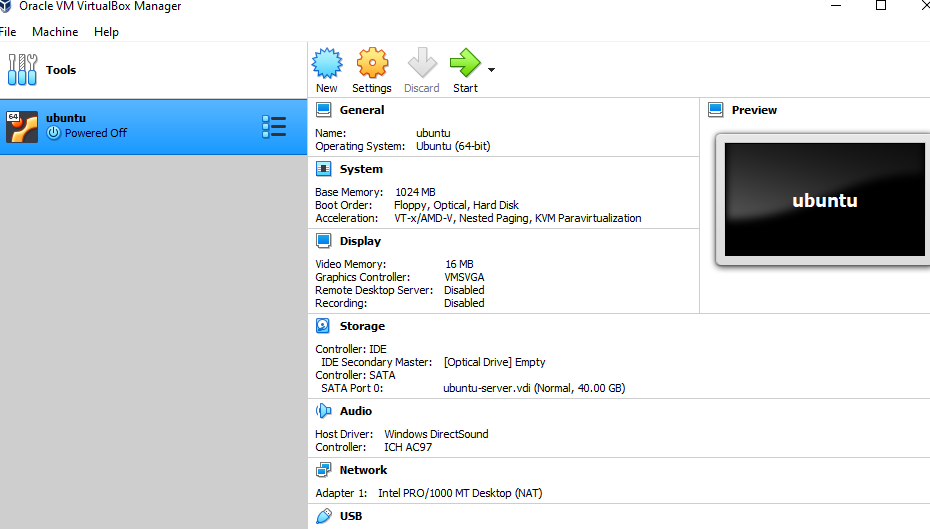 Oracle VM VirtualBox Manager
File Machine Help
Tools
64
ubuntu
Powered Off
New Settings Discard Start
General
Name: ubuntu
Operating System: Ubuntu (64-bit)
System
Base Memory: 1024 MB
Boot Order: Floppy, Optical, Hard Disk
Acceleration: VT-x/AMD-V, Nested Paging, KVM Paravirtualization
Display
Video Memory: 16 MB
Graphics Controller: VMSVGA
Remote Desktop Server: Disabled
Recording: Disabled
Storage
Controller: IDE
IDE Secondary Master: [Optical Drive] Empty
Controller: SATA
SATA Port 0: ubuntu-server.vdi (Normal, 40.00 GB)
Audio
Host Driver: Windows DirectSound
Controller: ICH AC97
Network
Adapter 1: Intel PRO/1000 MT Desktop (NAT)
USB
Preview
ubuntu